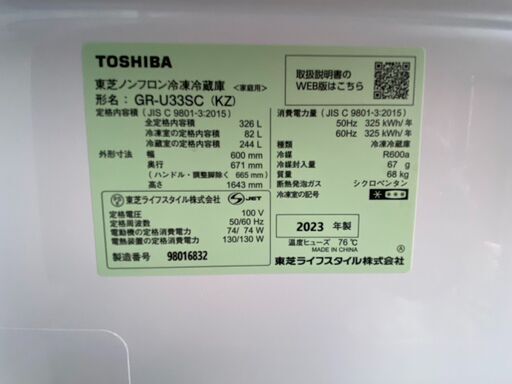 TOSHIBA
東芝ノンフロン冷凍冷蔵庫 <家庭用>
形名: GR-U33SC (KZ)
取扱説明書の
WEB版はこちら
定格内容積 (JIS C 9801-3:2015)
全定格内容積 326 L
冷凍室の定格内容積 82 L
冷蔵室の定格内容積 244 L
外形寸法 幅 600 mm
奥行 671 mm
(ハンドル・調整脚除く 665 mm)
高さ 1643 mm
東芝ライフスタイル株式会社 S-JET
定格電圧 100 V
定格周波数 50/60 Hz
電動機の定格消費電力 74/ 74 W
電熱装置の定格消費電力 130/130 W
製造番号 98016832
消費電力量 (JIS C 9801-3:2015)
50Hz 325 kWh/年
60Hz 325 kWh/年
種類 冷凍冷蔵庫
冷媒 R600a
冷媒封入量 67 g
質量 68 kg
断熱発泡ガス シクロペンタン
冷凍室の記号
2023 年製
温度ヒューズ 76℃
MADE IN CHINA
A
東芝ライフスタイル株式会社